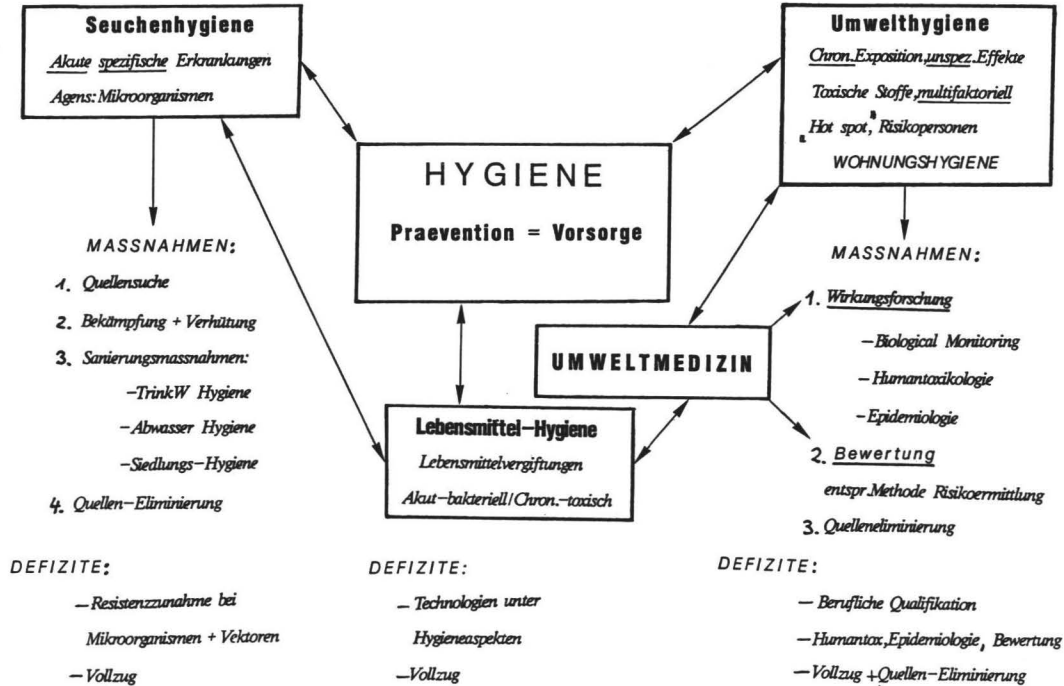 Seuchenhygiene
Akute spezifische Erkrankungen
Agens: Mikroorganismen
MASSNAHMEN:
1. Quellensuche
2. Bekämpfung + Verhütung
3. Sanierungsmassnahmen:
-TrinkW Hygiene
-Abwasser Hygiene
-Siedlungs-Hygiene
4. Quellen-Eliminierung
DEFIZITE:
-Resistenzzunahme bei
Mikroorganismen + Vektoren
-Vollzug
HYGIENE
Praevention = Vorsorge
Lebensmittel-Hygiene
Lebensmittelvergiftungen
Akut-bakteriell/Chron.-toxisch
DEFIZITE:
- Technologien unter
Hygieneaspekten
-Vollzug
Umwelthygiene
Chron.Exposition,unspez.Effekte
Toxische Stoffe,multifaktoriell
"Hot spot", Risikopersonen
WOHNUNGSHYGIENE
UMWELTMEDIZIN
MASSNAHMEN:
1. Wirkungsforschung
-Biological Monitoring
-Humantoxikologie
-Epidemiologie
2. Bewertung
entspr.Methode Risikoermittlung
3. Quelleneliminierung
DEFIZITE:
- Berufliche Qualifikation
-Humantox,Epidemiologie, Bewertung
-Vollzug +Quellen-Eliminierung